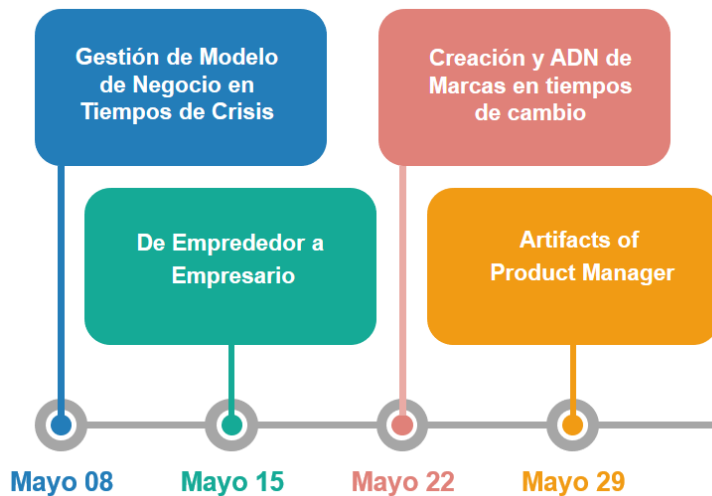 Gestión de Modelo
de Negocio en
Tiempos de Crisis
Creación y ADN de
Marcas en tiempos
de cambio
De Emprededor a
Empresario
Artifacts of
Product Manager
Mayo 08
Mayo 15
Mayo 22
Mayo 29